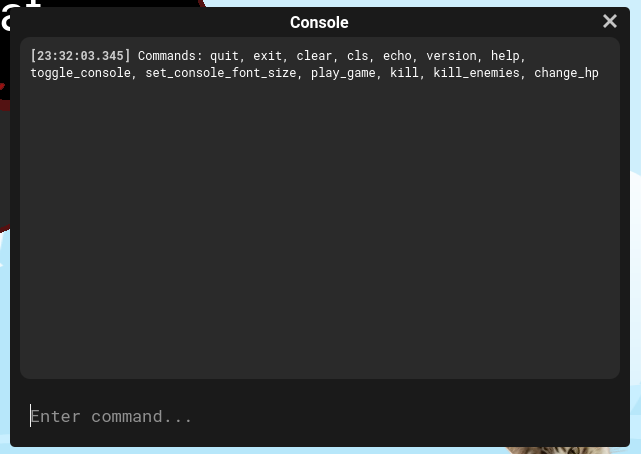 Console
[23:32:03.345] Commands: quit, exit, clear, cls, echo, version, help,
toggle_console, set_console_font_size, play_game, kill, kill_enemies, change_hp
Enter command...